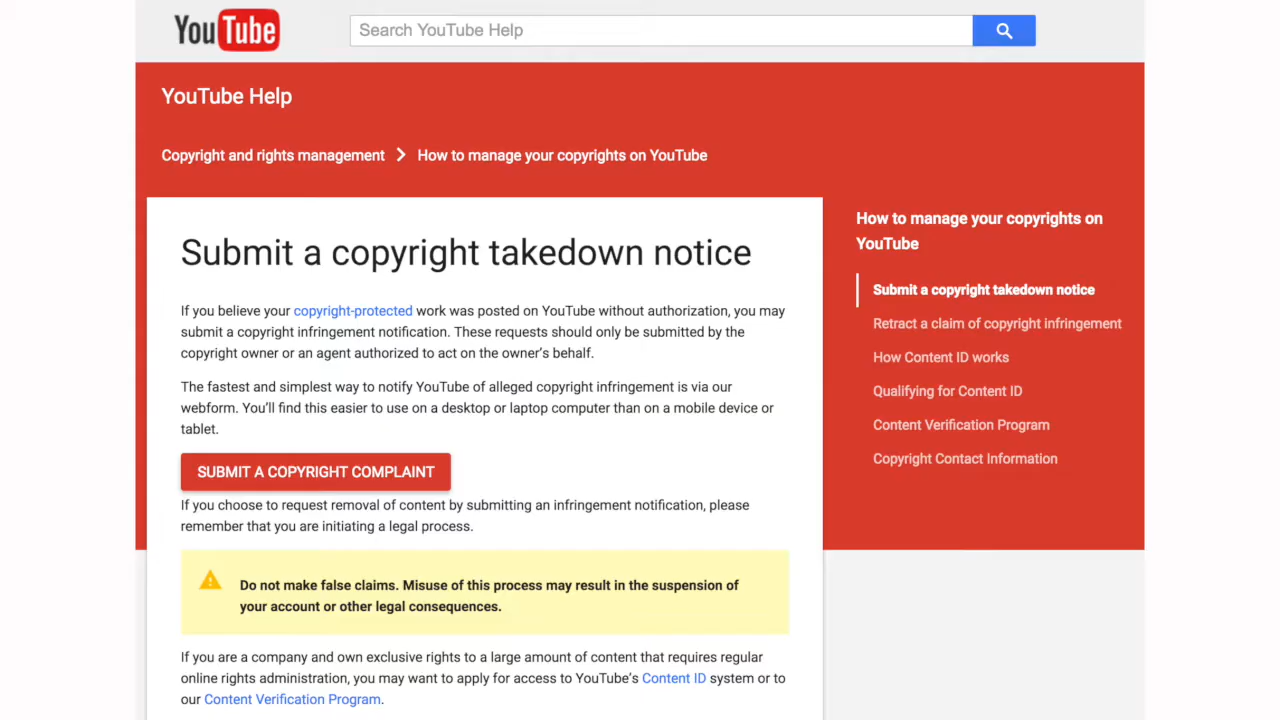 YouTube
Search YouTube Help
YouTube Help
Copyright and rights management
How to manage your copyrights on YouTube
Submit a copyright takedown notice
If you believe your copyright-protected work was posted on YouTube without authorization, you may
submit a copyright infringement notification. These requests should only be submitted by the
copyright owner or an agent authorized to act on the owner’s behalf.
The fastest and simplest way to notify YouTube of alleged copyright infringement is via our
webform. You’ll find this easier to use on a desktop or laptop computer than on a mobile device or
tablet.
SUBMIT A COPYRIGHT COMPLAINT
If you choose to request removal of content by submitting an infringement notification, please
remember that you are initiating a legal process.
Do not make false claims. Misuse of this process may result in the suspension of
your account or other legal consequences.
If you are a company and own exclusive rights to a large amount of content that requires regular
online rights administration, you may want to apply for access to YouTube’s Content ID system or to
our Content Verification Program.
How to manage your copyrights on
YouTube
Submit a copyright takedown notice
Retract a claim of copyright infringement
How Content ID works
Qualifying for Content ID
Content Verification Program
Copyright Contact Information